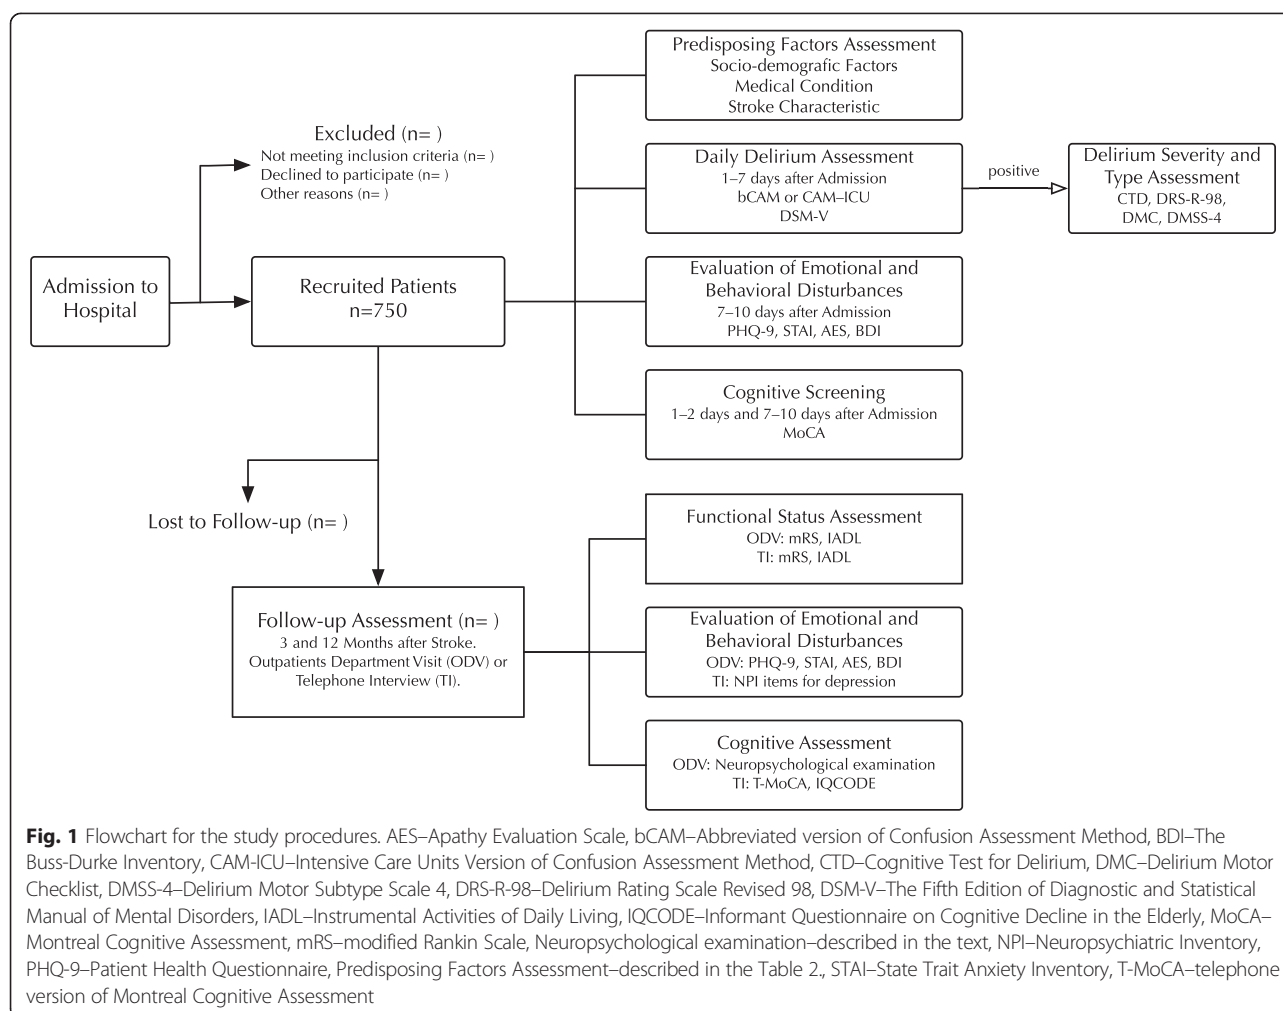 Predisposing Factors Assessment
Socio-demografic Factors
Medical Condition
Stroke Characteristic
Excluded (n= )
Not meeting inclusion criteria (n= )
Declined to participate (n= )
Other reasons (n= )
Daily Delirium Assessment
1–7 days after Admission
bCAM or CAM–ICU
DSM-V
positive
Delirium Severity and
Type Assessment
CTD, DRS-R-98,
DMC, DMSS-4
Admission to
Hospital
Recruited Patients
n=750
Evaluation of Emotional and
Behavioral Disturbances
7–10 days after Admission
PHQ-9, STAI, AES, BDI
Cognitive Screening
1–2 days and 7–10 days after Admission
MoCA
Lost to Follow-up (n= )
Functional Status Assessment
ODV: mRS, IADL
TI: mRS, IADL
Follow-up Assessment (n= )
3 and 12 Months after Stroke.
Outpatients Department Visit (ODV) or
Telephone Interview (TI).
Evaluation of Emotional and
Behavioral Disturbances
ODV: PHQ-9, STAI, AES, BDI
TI: NPI items for depression
Cognitive Assessment
ODV: Neuropsychological examination
TI: T-MoCA, IQCODE
Fig. 1 Flowchart for the study procedures. AES–Apathy Evaluation Scale, bCAM–Abbreviated version of Confusion Assessment Method, BDI–The
Buss-Durke Inventory, CAM-ICU–Intensive Care Units Version of Confusion Assessment Method, CTD–Cognitive Test for Delirium, DMC–Delirium Motor
Checklist, DMSS-4–Delirium Motor Subtype Scale 4, DRS-R-98–Delirium Rating Scale Revised 98, DSM-V–The Fifth Edition of Diagnostic and Statistical
Manual of Mental Disorders, IADL–Instrumental Activities of Daily Living, IQCODE–Informant Questionnaire on Cognitive Decline in the Elderly, MoCA–
Montreal Cognitive Assessment, mRS–modified Rankin Scale, Neuropsychological examination–described in the text, NPI–Neuropsychiatric Inventory,
PHQ-9–Patient Health Questionnaire, Predisposing Factors Assessment–described in the Table 2., STAI–State Trait Anxiety Inventory, T-MoCA–telephone
version of Montreal Cognitive Assessment